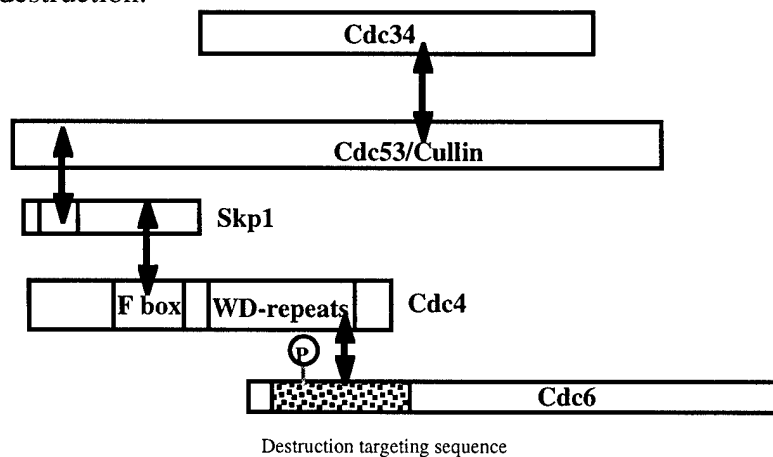 destruction.
Cdc34
Cdc53/Cullin
Skp1
F box WD-repeats Cdc4
P
Cdc6
Destruction targeting sequence